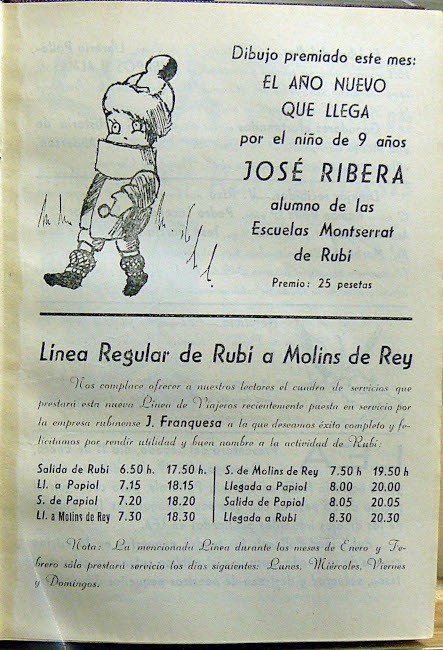 Dibujo premiado este mes:
EL AÑO NUEVO
QUE LLEGA
por el niño de 9 años
JOSÉ RIBERA
alumno de las
Escuelas Montserrat
de Rubí
Premio: 25 pesetas
Línea Regular de Rubí a Molins de Rey
Nos complace ofrecer a nuestros lectores el cuadro de servicios que
prestará esta nueva Línea de Viajeros recientemente puesta en servicio por
la empresa rubinense J. Franquesa a la que deseamos éxito completo y fe-
licitamos por rendir utilidad y buen nombre a la actividad de Rubí:
Salida de Rubí 6.50 h. 17.50 h.
Ll. a Papiol 7.15 18.15
S. de Papiol 7.20 18.20
Ll. a Molins de Rey 7.30 18.30
S. de Molins de Rey 7.50 h 19.50 h
Llegada a Papiol 8.00 20.00
Salida de Papiol 8.05 20.05
Llegada a Rubí 8.30 20.30
Nota: La mencionada Línea durante los meses de Enero y Fe-
brero sólo prestará servicio los días siguientes: Lunes, Miércoles, Viernes
y Domingos.